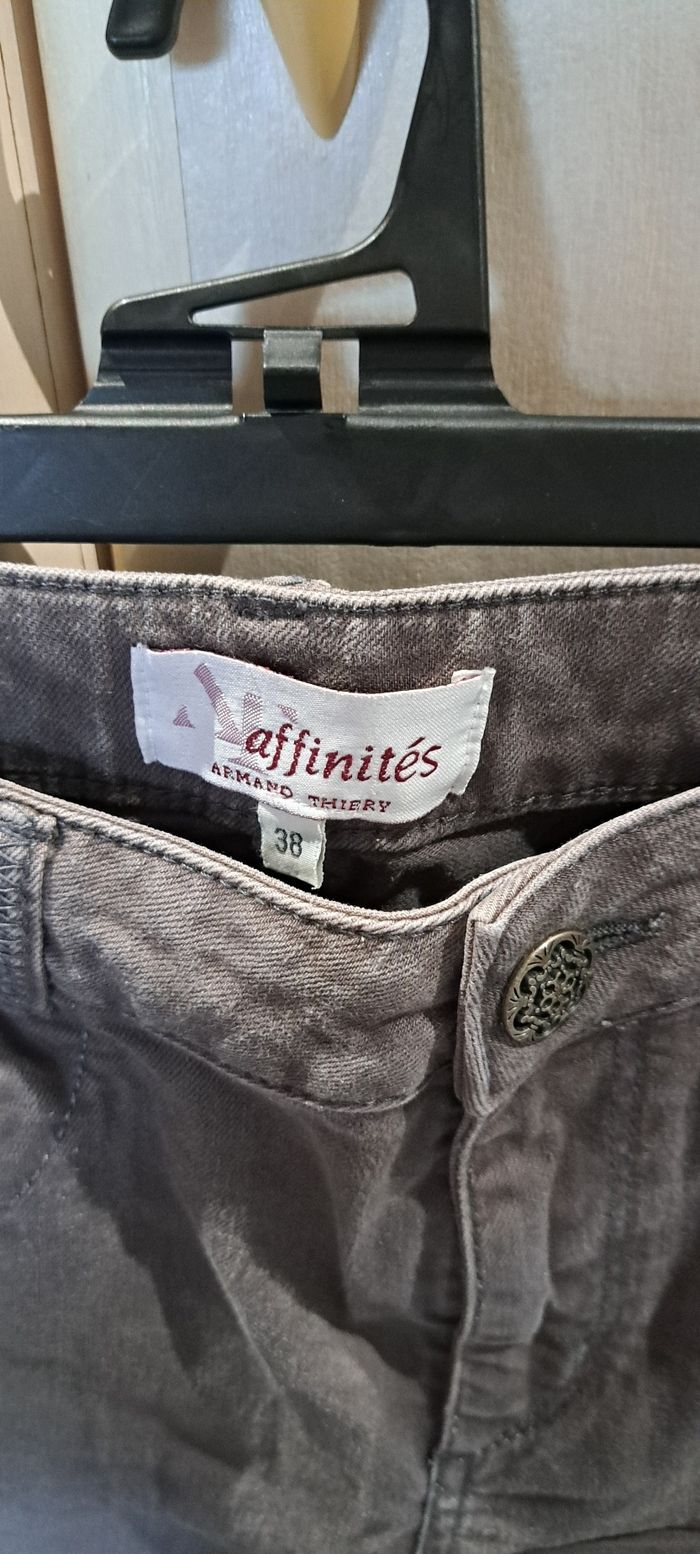 affinités
ARMAND THIERY
38